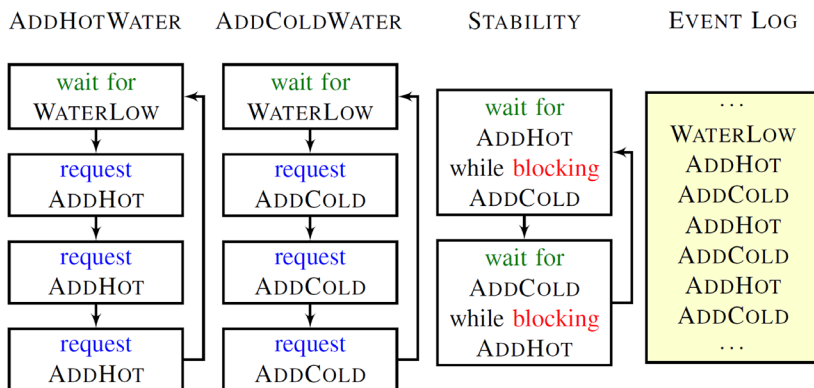 ADDHOTWATER
wait for
WATERLOW
request
ADDHOT
request
ADDHOT
request
ADDHOT
ADDCOLDWATER
wait for
WATERLOW
request
ADDCOLD
request
ADDCOLD
request
ADDCOLD
STABILITY
wait for
ADDHOT
while blocking
ADDCOLD
wait for
ADDCOLD
while blocking
ADDHOT
EVENT LOG
...
WATERLOW
ADDHOT
ADDCOLD
ADDHOT
ADDCOLD
ADDHOT
ADDCOLD
...